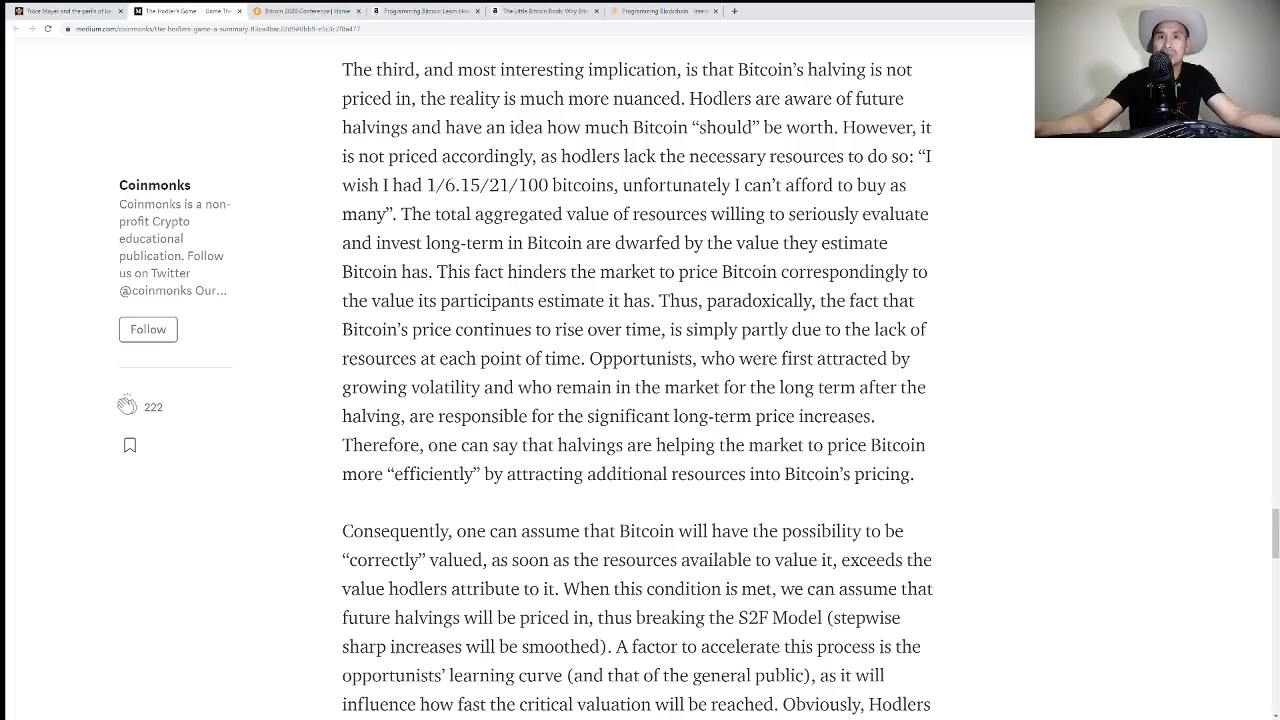 Trace Mayer and the perils of be
The Hodler's Game. — Game The
Bitcoin 2020 Conference | Home
Programming Bitcoin: Learn How
The Little Bitcoin Book: Why Bit
Programming Blockchain
medium.com/coinmonks/the-hodlers-game-a-summary-83ea4bac22d9#0bb9-e5c3c2f8a477
The third, and most interesting implication, is that Bitcoin’s halving is not
priced in, the reality is much more nuanced. Hodlers are aware of future
halvings and have an idea how much Bitcoin “should” be worth. However, it
is not priced accordingly, as hodlers lack the necessary resources to do so: “I
wish I had 1/6.15/21/100 bitcoins, unfortunately I can’t afford to buy as
many”. The total aggregated value of resources willing to seriously evaluate
and invest long-term in Bitcoin are dwarfed by the value they estimate
Bitcoin has. This fact hinders the market to price Bitcoin correspondingly to
the value its participants estimate it has. Thus, paradoxically, the fact that
Bitcoin’s price continues to rise over time, is simply partly due to the lack of
resources at each point of time. Opportunists, who were first attracted by
growing volatility and who remain in the market for the long term after the
halving, are responsible for the significant long-term price increases.
Therefore, one can say that halvings are helping the market to price Bitcoin
more “efficiently” by attracting additional resources into Bitcoin’s pricing.
Consequently, one can assume that Bitcoin will have the possibility to be
“correctly” valued, as soon as the resources available to value it, exceeds the
value hodlers attribute to it. When this condition is met, we can assume that
future halvings will be priced in, thus breaking the S2F Model (stepwise
sharp increases will be smoothed). A factor to accelerate this process is the
opportunists’ learning curve (and that of the general public), as it will
influence how fast the critical valuation will be reached. Obviously, Hodlers
Coinmonks
Coinmonks is a non-
profit Crypto
educational
publication. Follow
us on Twitter
@coinmonks Our...
Follow
222